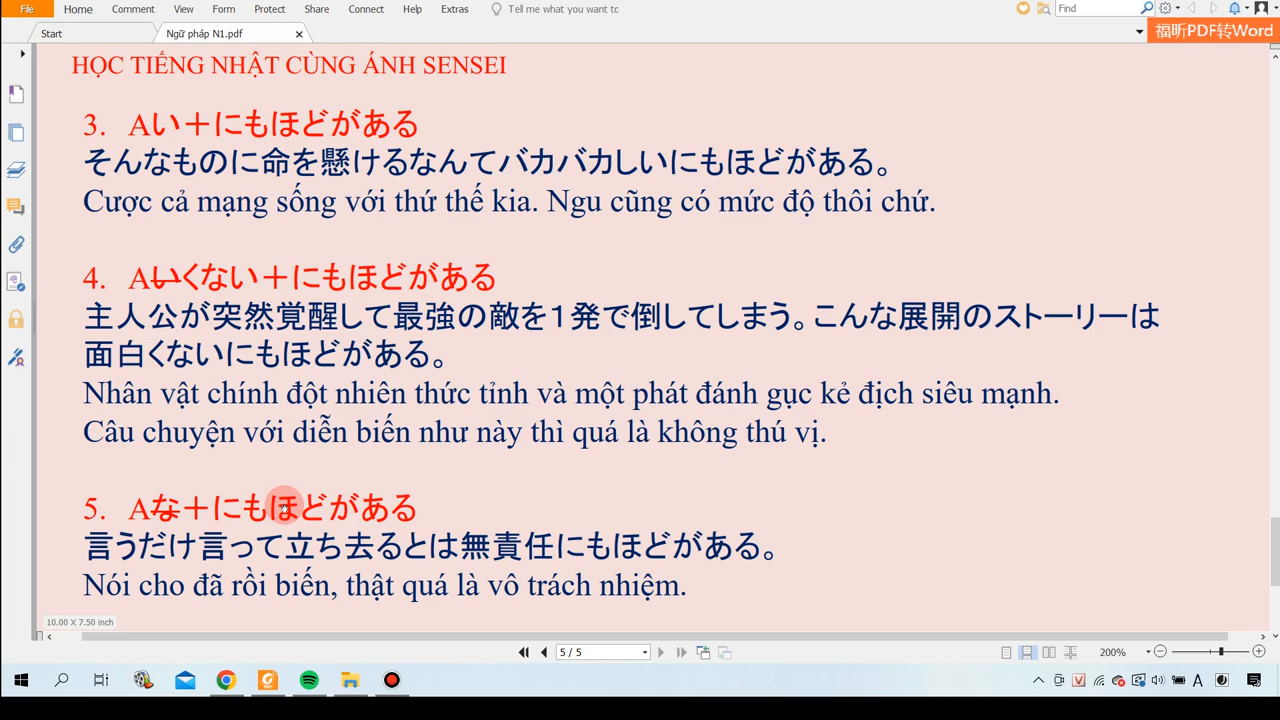 File Home Comment View Form Protect Share Connect Help Extras Tell me what you want tc Find
福昕PDF转Word
Start Ngữ pháp N1.pdf
HỌC TIẾNG NHẬT CÙNG ÁNH SENSEI
3. Aい＋にもほどがある
そんなものに命を懸けるなんてバカバカしいにもほどがある。
Cược cả mạng sống với thứ thế kia. Ngu cũng có mức độ thôi chứ.
4. Aいくない＋にもほどがある
主人公が突然覚醒して最強の敵を１発で倒してしまう。こんな展開のストーリーは
面白くないにもほどがある。
Nhân vật chính đột nhiên thức tỉnh và một phát đánh gục kẻ địch siêu mạnh.
Câu chuyện với diễn biến như này thì quá là không thú vị.
5. Aな＋にもほどがある
言うだけ言って立ち去るとは無責任にもほどがある。
Nói cho đã rồi biến, thật quá là vô trách nhiệm.
10.00 X 7.50 inch
5 / 5
200%